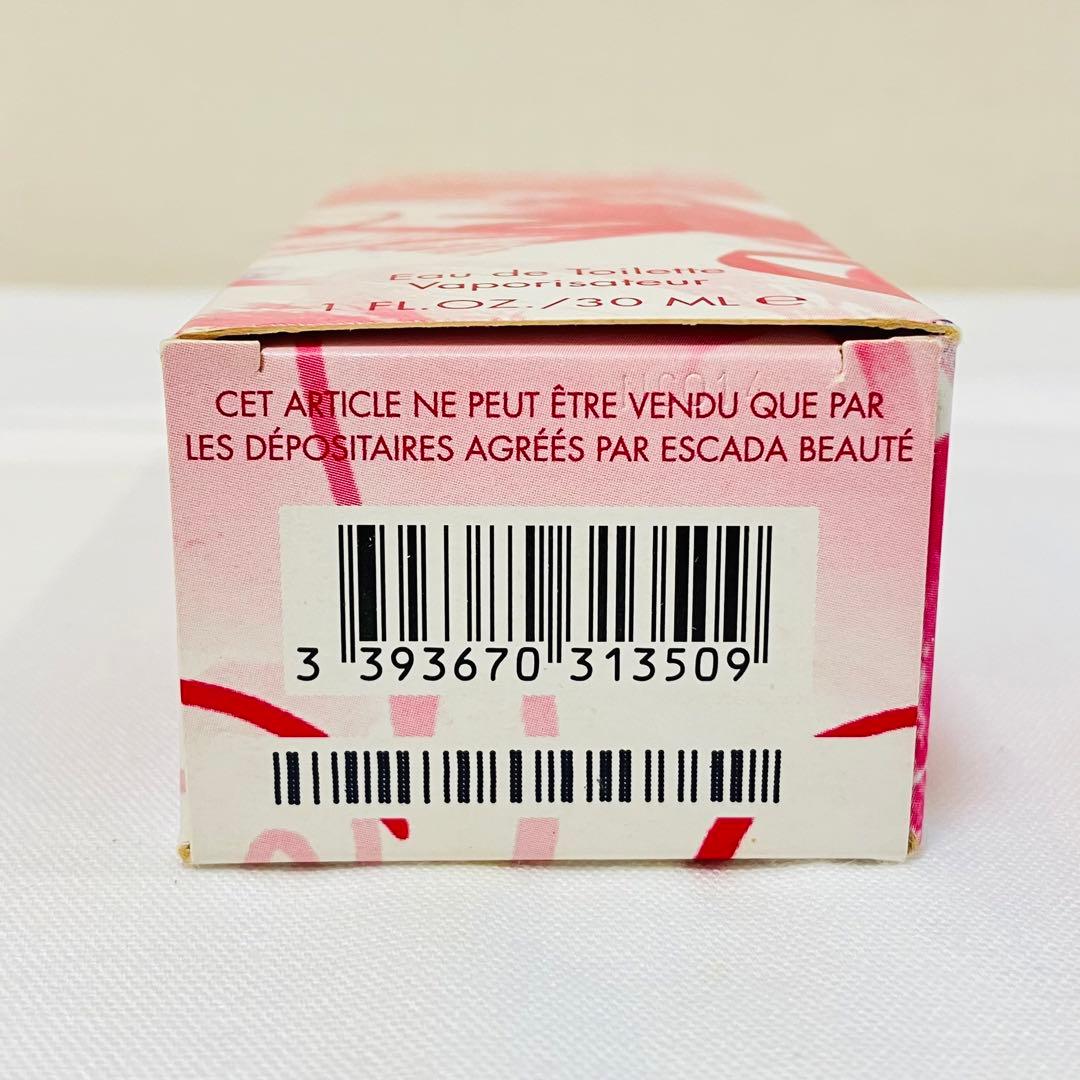 Eau de Toilette
Vaporisateur
1 FL.OZ./30 ML e
CET ARTICLE NE PEUT ÊTRE VENDU QUE PAR
LES DÉPOSITAIRES AGRÉÉS PAR ESCADA BEAUTÉ
3 393670 313509